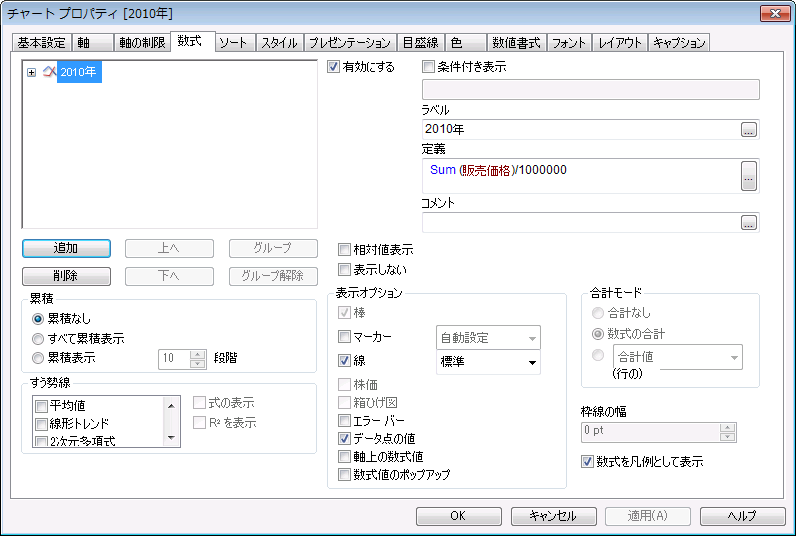 チャート プロパティ [2010年]
基本設定 軸 軸の制限 数式 ソート スタイル プレゼンテーション 目盛線 色 数値書式 フォント レイアウト キャプション
2010年
有効にする
条件付き表示
ラベル
2010年
...
定義
Sum (販売価格)/1000000
...
コメント
...
追加 上へ グループ
削除 下へ グループ解除
相対値表示
表示しない
累積
累積なし
すべて累積表示
累積表示 10 段階
すう勢線
平均値
線形トレンド
2次元多項式
式の表示
R² を表示
表示オプション
棒
マーカー 自動設定
線 標準
株価
箱ひげ図
エラー バー
データ点の値
軸上の数式値
数式値のポップアップ
合計モード
合計なし
数式の合計
合計値
(行の)
枠線の幅
0 pt
数式を凡例として表示
OK キャンセル 適用(A) ヘルプ